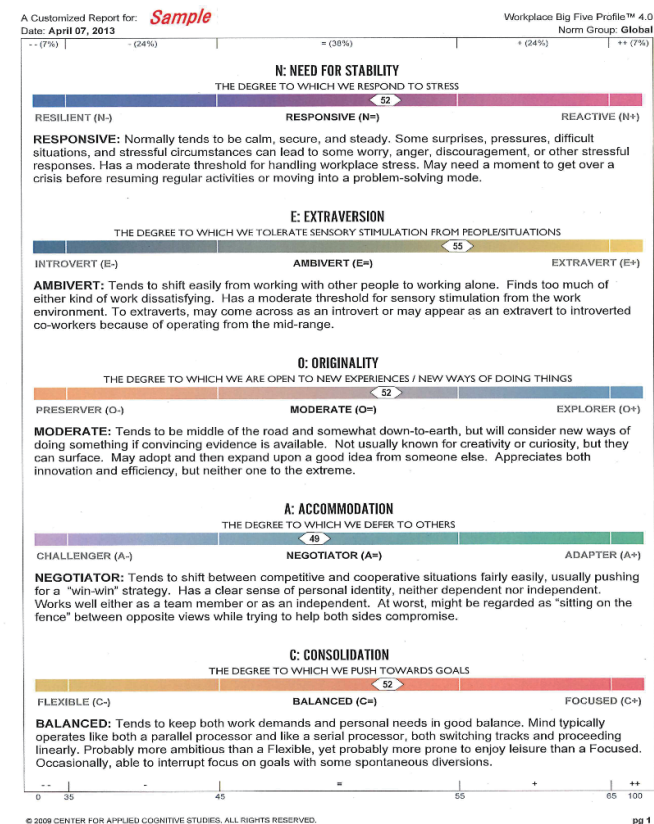 A Customized Report for: Sample
Workplace Big Five Profile™ 4.0
Date: April 07, 2013
Norm Group: Global
- - (7%) - (24%) = (38%) + (24%) ++ (7%)
N: NEED FOR STABILITY
THE DEGREE TO WHICH WE RESPOND TO STRESS
52
RESILIENT (N-) RESPONSIVE (N=) REACTIVE (N+)
RESPONSIVE: Normally tends to be calm, secure, and steady. Some surprises, pressures, difficult
situations, and stressful circumstances can lead to some worry, anger, discouragement, or other stressful
responses. Has a moderate threshold for handling workplace stress. May need a moment to get over a
crisis before resuming regular activities or moving into a problem-solving mode.
E: EXTRAVERSION
THE DEGREE TO WHICH WE TOLERATE SENSORY STIMULATION FROM PEOPLE/SITUATIONS
55
INTROVERT (E-) AMBIVERT (E=) EXTRAVERT (E+)
AMBIVERT: Tends to shift easily from working with other people to working alone. Finds too much of
either kind of work dissatisfying. Has a moderate threshold for sensory stimulation from the work
environment. To extraverts, may come across as an introvert or may appear as an extravert to introverted
co-workers because of operating from the mid-range.
O: ORIGINALITY
THE DEGREE TO WHICH WE ARE OPEN TO NEW EXPERIENCES / NEW WAYS OF DOING THINGS
52
PRESERVER (O-) MODERATE (O=) EXPLORER (O+)
MODERATE: Tends to be middle of the road and somewhat down-to-earth, but will consider new ways of
doing something if convincing evidence is available. Not usually known for creativity or curiosity, but they
can surface. May adopt and then expand upon a good idea from someone else. Appreciates both
innovation and efficiency, but neither one to the extreme.
A: ACCOMMODATION
THE DEGREE TO WHICH WE DEFER TO OTHERS
49
CHALLENGER (A-) NEGOTIATOR (A=) ADAPTER (A+)
NEGOTIATOR: Tends to shift between competitive and cooperative situations fairly easily, usually pushing
for a "win-win" strategy. Has a clear sense of personal identity, neither dependent nor independent.
Works well either as a team member or as an independent. At worst, might be regarded as "sitting on the
fence" between opposite views while trying to help both sides compromise.
C: CONSOLIDATION
THE DEGREE TO WHICH WE PUSH TOWARDS GOALS
52
FLEXIBLE (C-) BALANCED (C=) FOCUSED (C+)
BALANCED: Tends to keep both work demands and personal needs in good balance. Mind typically
operates like both a parallel processor and like a serial processor, both switching tracks and proceeding
linearly. Probably more ambitious than a Flexible, yet probably more prone to enjoy leisure than a Focused.
Occasionally, able to interrupt focus on goals with some spontaneous diversions.
- - - = + ++
0 35 45 55 65 100
© 2009 CENTER FOR APPLIED COGNITIVE STUDIES. ALL RIGHTS RESERVED.
pg 1